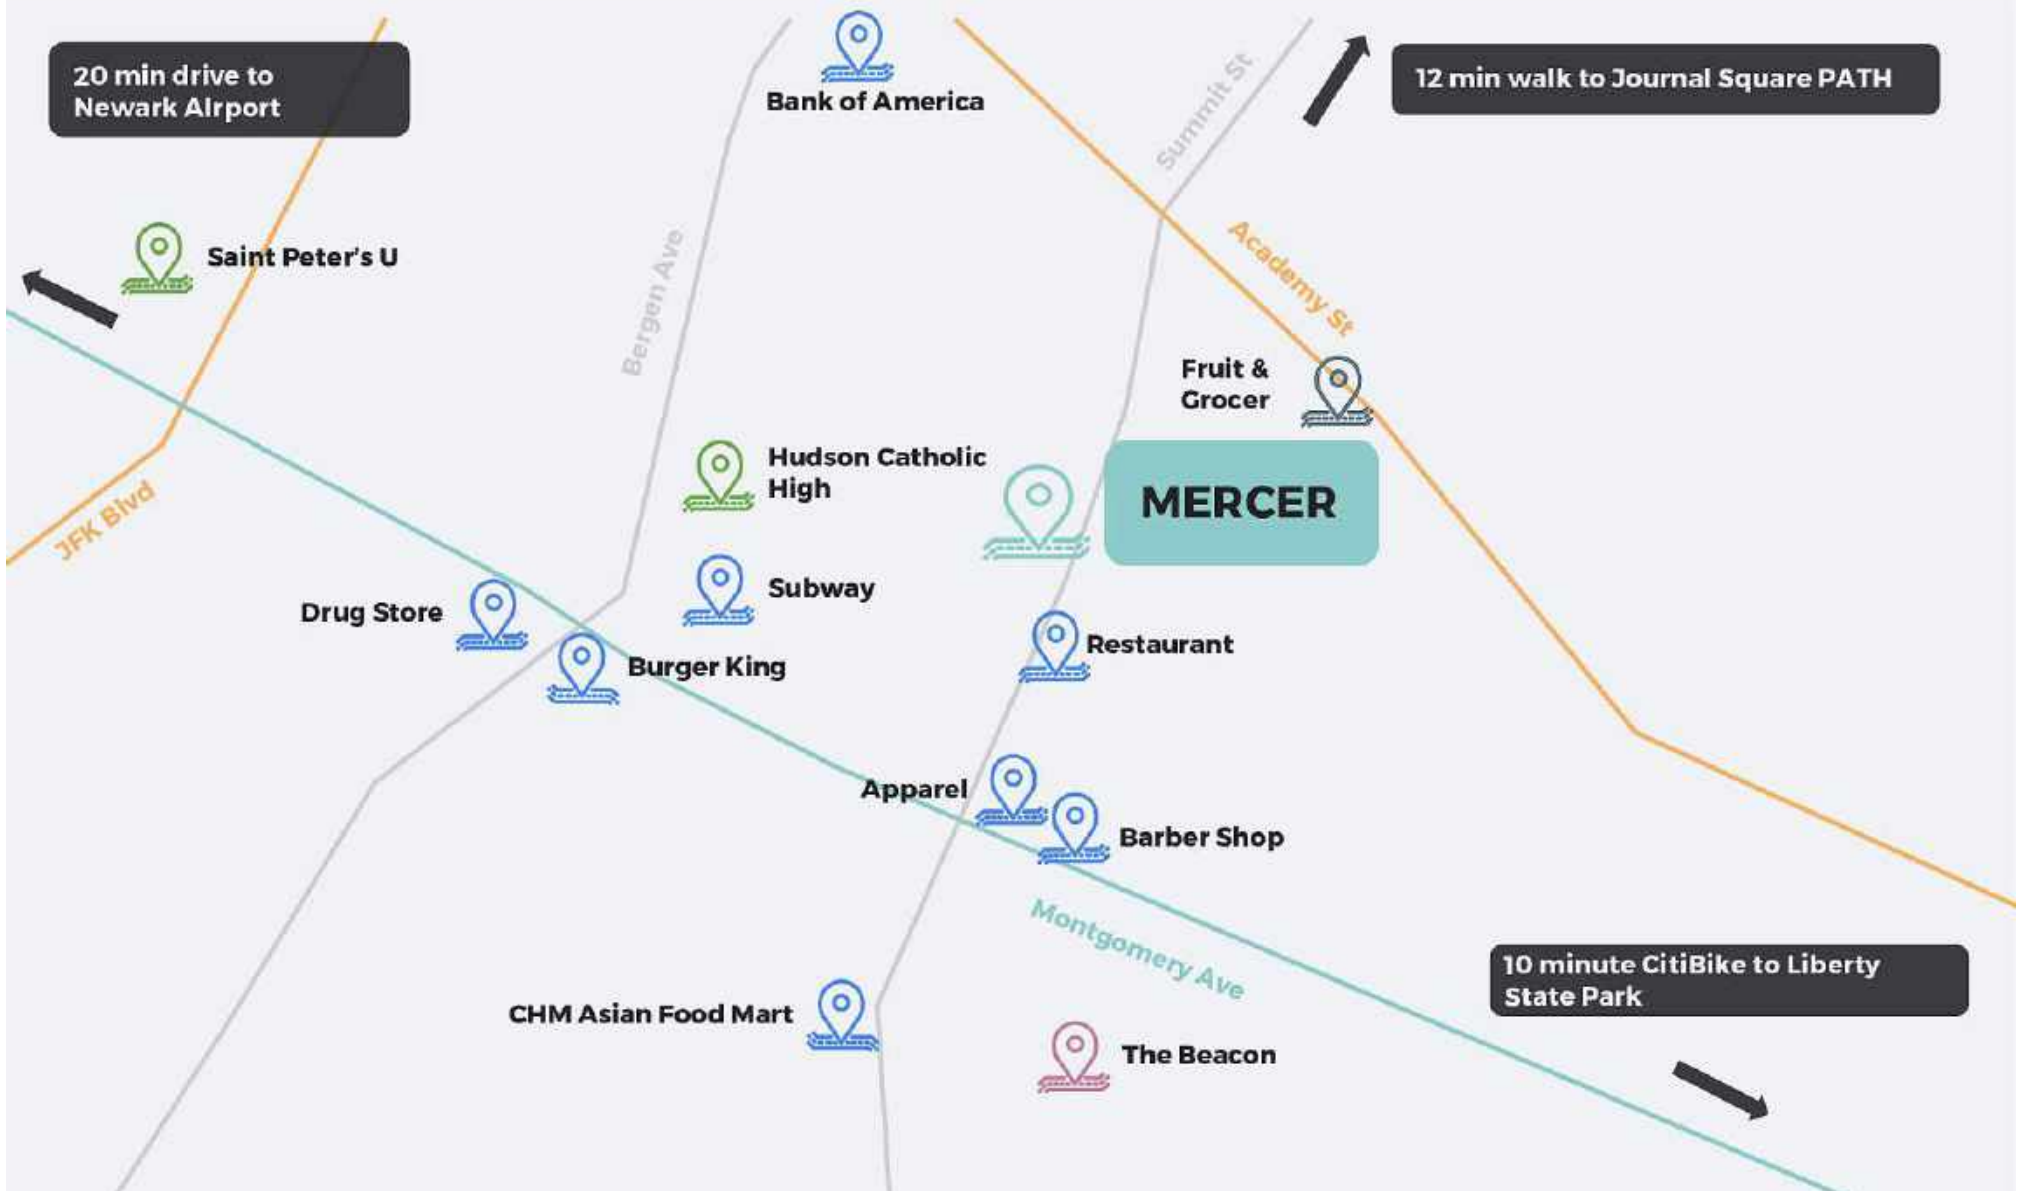 20 min drive to
Newark AIrport
Bank of America
Summit St
12 min walk to Journal Square PATH
Saint Peter's U
Bergen Ave
Academy St
Fruit &
Grocer
Hudson Catholic
High
MERCER
JFK Blvd
Drug Store
Subway
Burger King
Restaurant
Apparel
Barber Shop
Montgomery Ave
10 minute CitiBike to Liberty
State Park
CHM Asian Food Mart
The Beacon